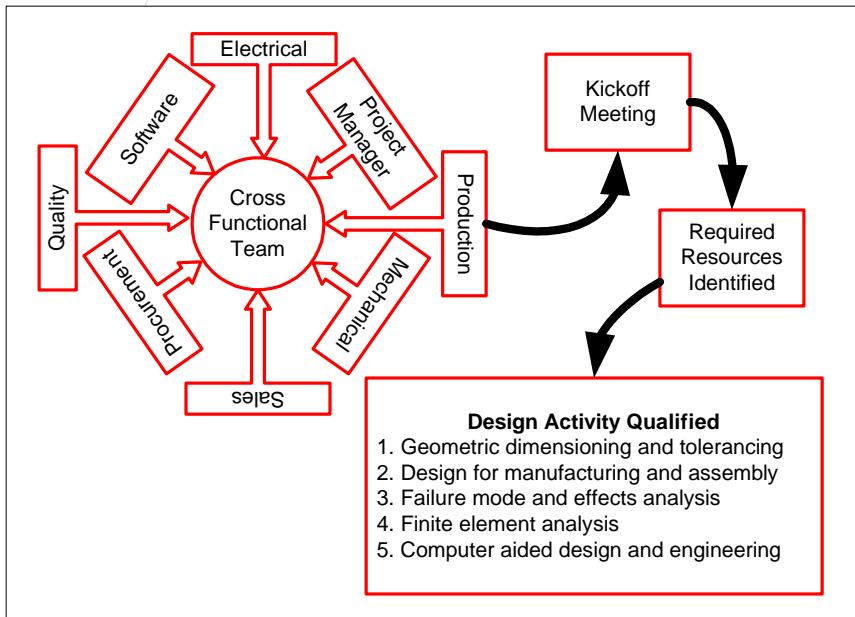 Electrical
Software
Project
Manager
Quality
Cross
Functional
Team
Production
Procurement
Mechanical
Sales
Kickoff
Meeting
Required
Resources
Identified
Design Activity Qualified
1. Geometric dimensioning and tolerancing
2. Design for manufacturing and assembly
3. Failure mode and effects analysis
4. Finite element analysis
5. Computer aided design and engineering